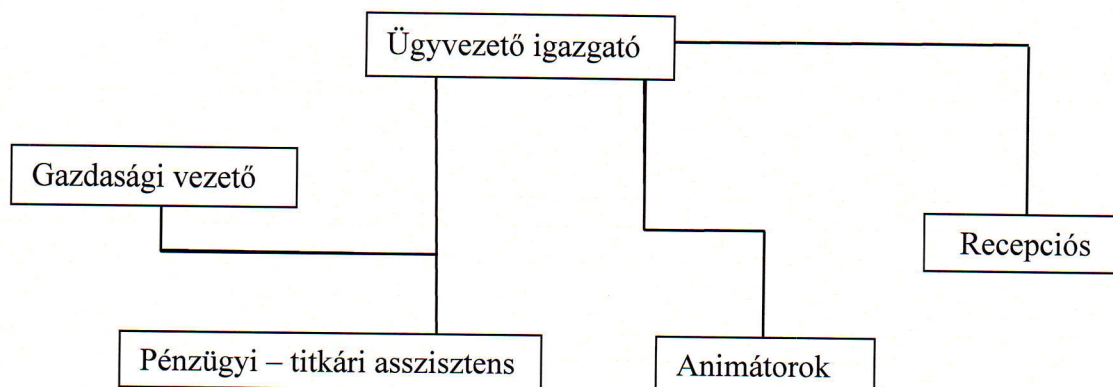 Ügyvezető igazgató
Gazdasági vezető
Recepciós
Pénzügyi – titkári asszisztens
Animátorok